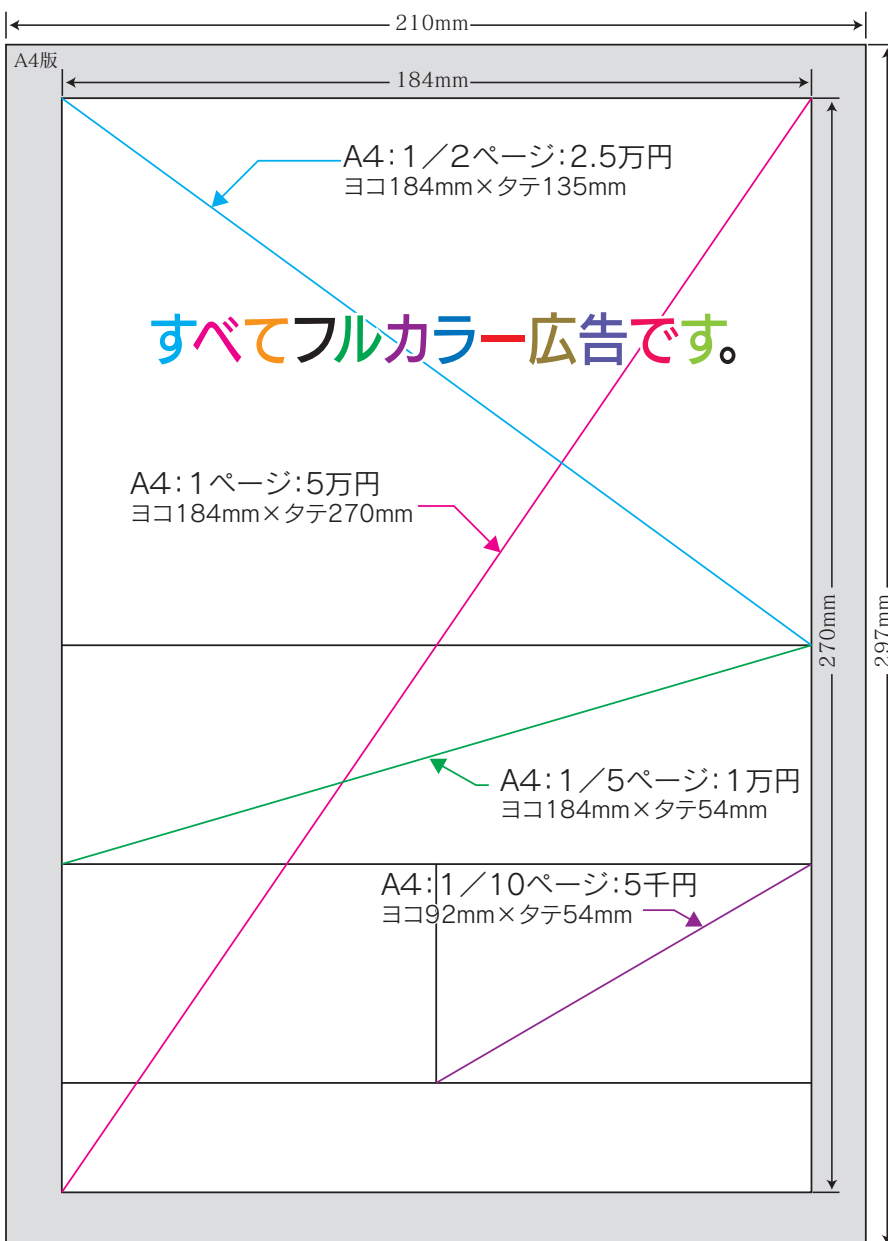 210mm
A4版
184mm
A4:1／2ページ:2.5万円
ヨコ184mm×タテ135mm
すべてフルカラー広告です。
A4:1ページ:5万円
ヨコ184mm×タテ270mm
270mm
297mm
A4:1／5ページ:1万円
ヨコ184mm×タテ54mm
A4:1／10ページ:5千円
ヨコ92mm×タテ54mm